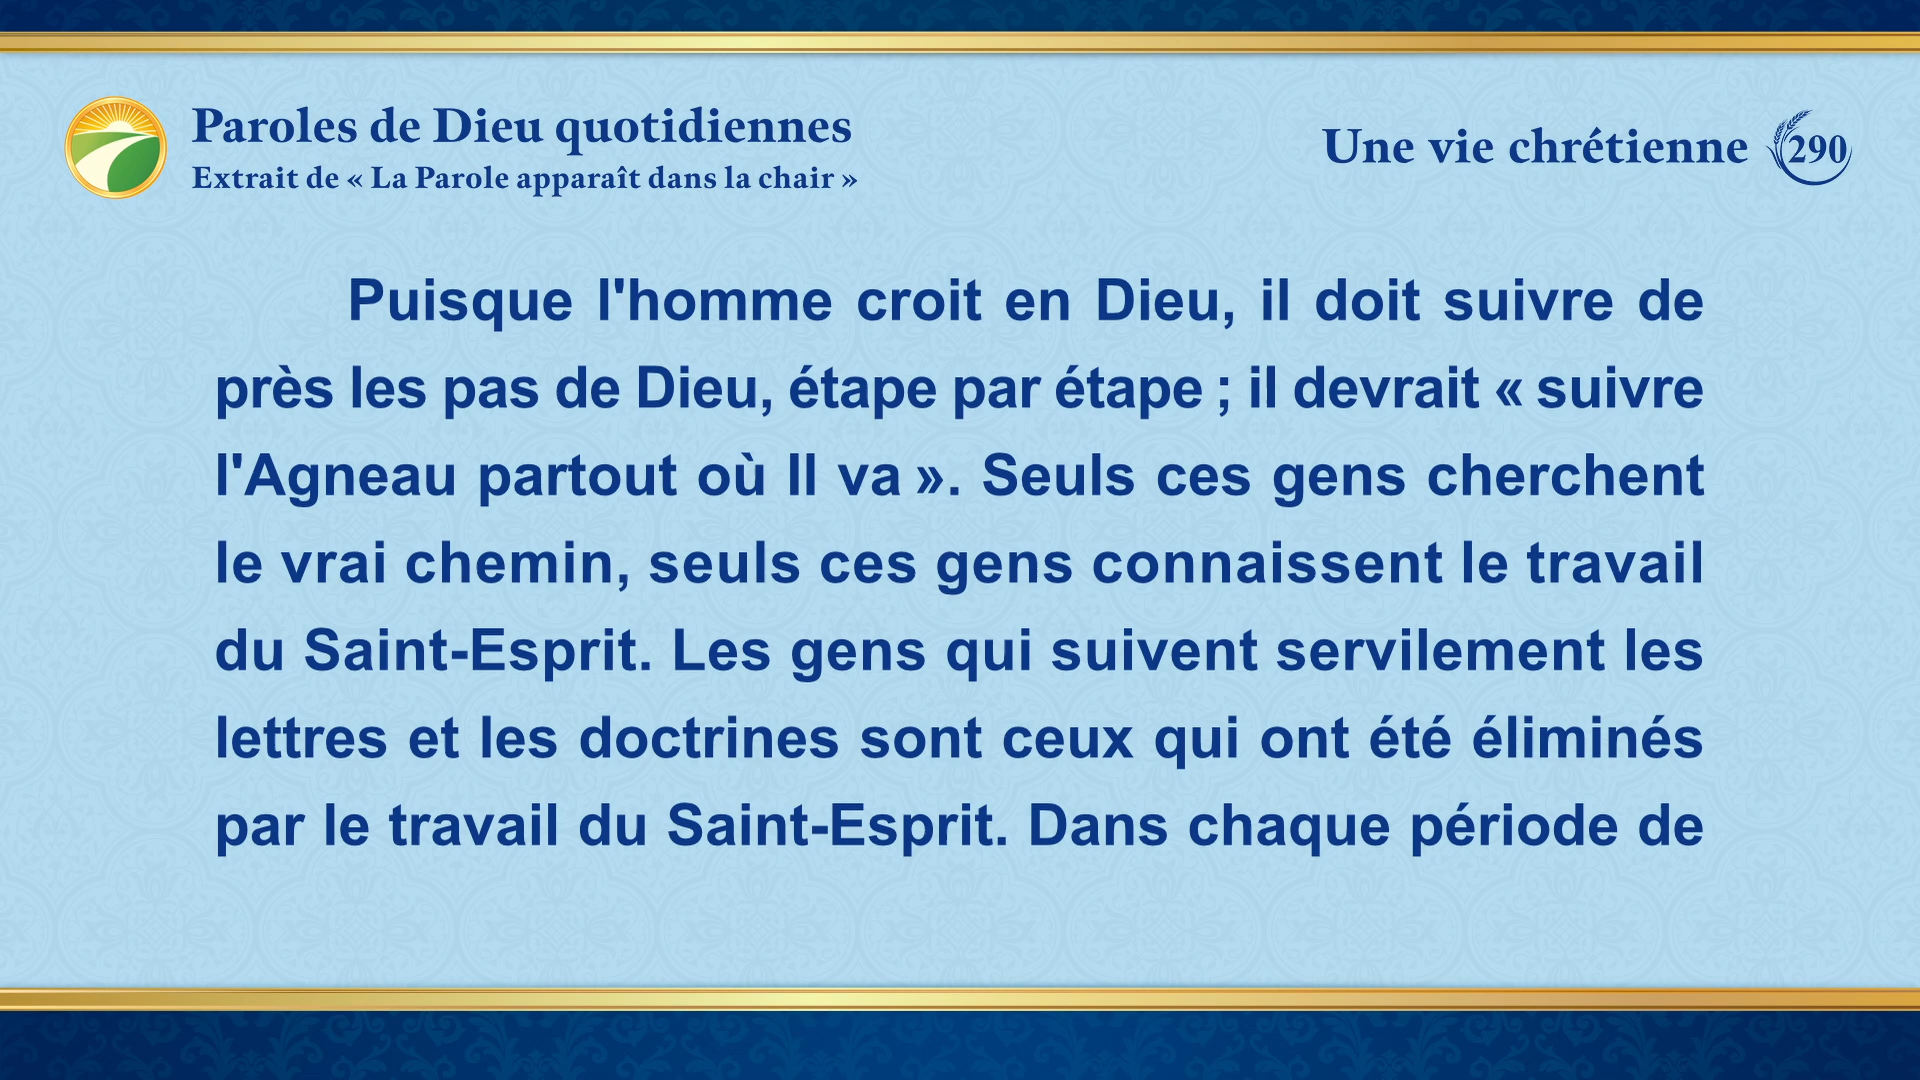 Paroles de Dieu quotidiennes
Extrait de « La Parole apparaît dans la chair »
Une vie chrétienne 290
Puisque l'homme croit en Dieu, il doit suivre de
près les pas de Dieu, étape par étape ; il devrait « suivre
l'Agneau partout où Il va ». Seuls ces gens cherchent
le vrai chemin, seuls ces gens connaissent le travail
du Saint-Esprit. Les gens qui suivent servilement les
lettres et les doctrines sont ceux qui ont été éliminés
par le travail du Saint-Esprit. Dans chaque période de